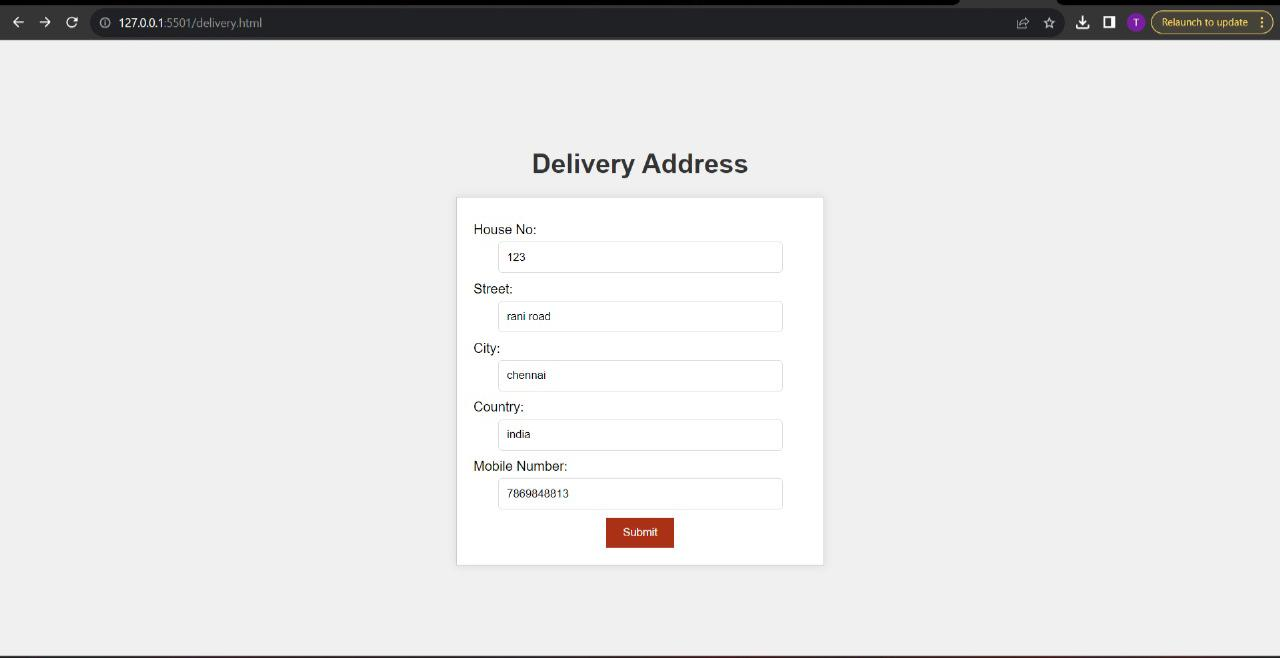 127.0.0.1:5501/delivery.html
T
Relaunch to update
Delivery Address
House No:
123
Street:
rani road
City:
chennai
Country:
india
Mobile Number:
7869848813
Submit